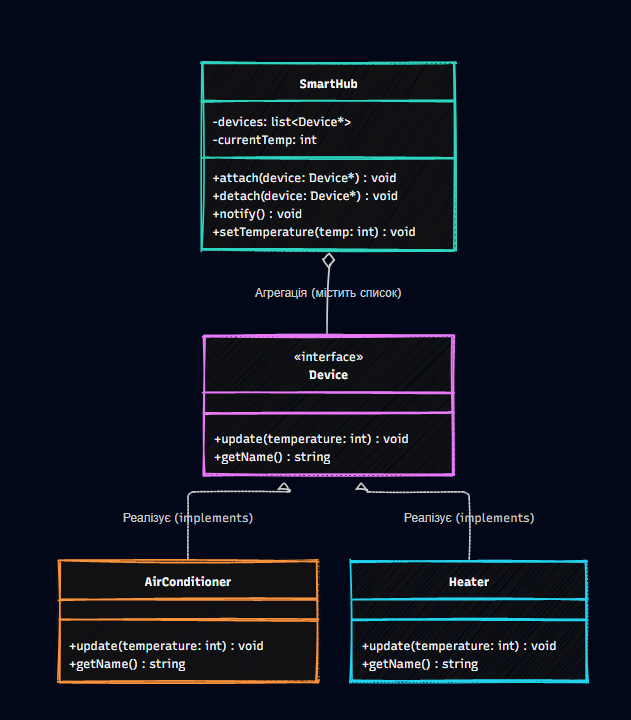 SmartHub
-devices: list<Device*>
-currentTemp: int
+attach(device: Device*) : void
+detach(device: Device*) : void
+notify() : void
+setTemperature(temp: int) : void
Агрегація (містить список)
«interface»
Device
+update(temperature: int) : void
+getName() : string
Реалізує (implements)
Реалізує (implements)
AirConditioner
+update(temperature: int) : void
+getName() : string
Heater
+update(temperature: int) : void
+getName() : string